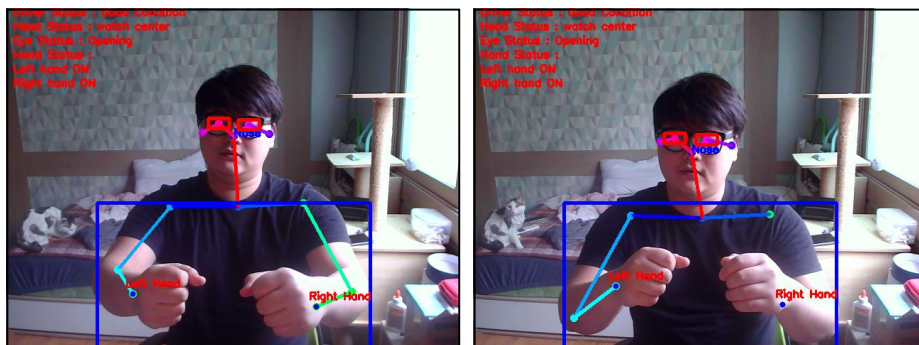 Driver Status : Good Condition
Head Status : watch center
Eye Status : Opening
Hand Status :
Left hand ON
Right hand ON
Nose
Left Hand
Right Hand
Driver Status : Good Condition
Head Status : watch center
Eye Status : Opening
Hand Status :
Left hand ON
Right hand ON
Nose
Left Hand
Right Hand